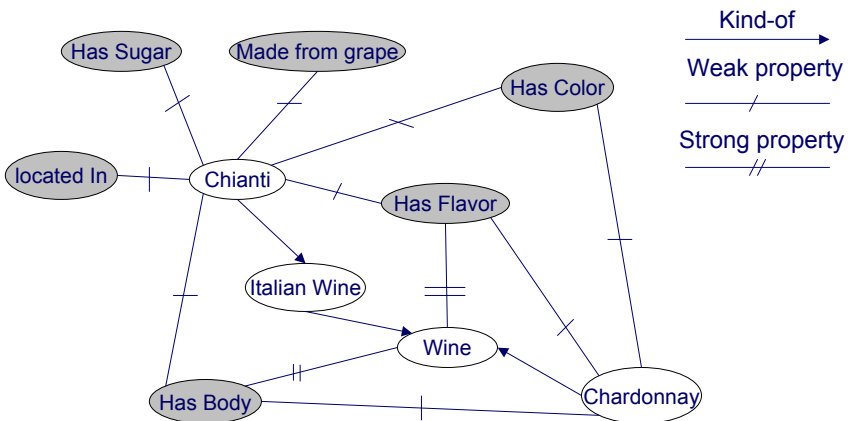 Kind-of
Has Sugar
Made from grape
Weak property
Has Color
Strong property
located In
Chianti
Has Flavor
Italian Wine
Wine
Has Body
Chardonnay